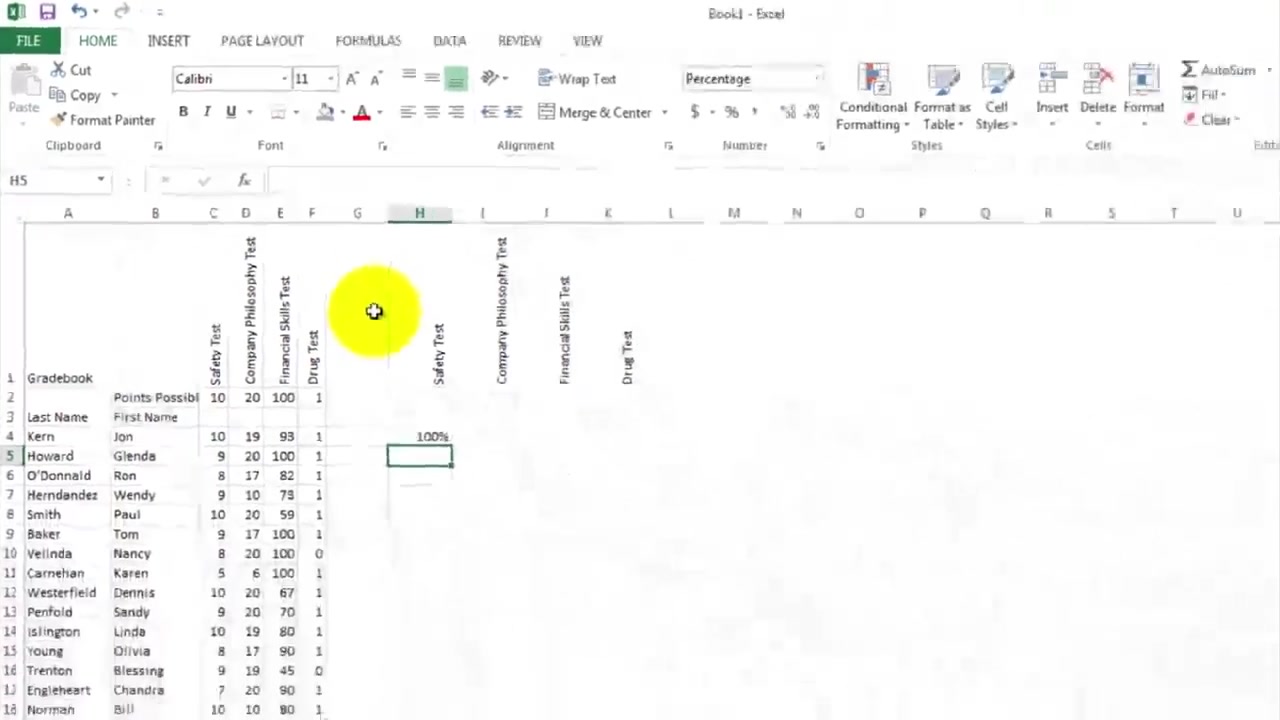 Book1 - Excel
FILE HOME INSERT PAGE LAYOUT FORMULAS DATA REVIEW VIEW
Cut
Copy
Format Painter
Paste
Clipboard
Calibri 11
B I U
Font
Wrap Text
Merge & Center
Alignment
Percentage
$ % ,
Number
Conditional Formatting
Format as Table
Cell Styles
Styles
Insert Delete Format
Cells
AutoSum
Fill
Clear
H5 fx
A B C D E F G H I J K L M N O P Q R S T U
1 Gradebook Safety Test Company Philosophy Test Financial Skills Test Drug Test Safety Test Company Philosophy Test Financial Skills Test Drug Test
2 Points Possibl 10 20 100 1
3 Last Name First Name
4 Kern Jon 10 19 93 1 100%
5 Howard Glenda 9 20 100 1
6 O'Donnald Ron 8 17 82 1
7 Herndandez Wendy 9 10 73 1
8 Smith Paul 10 20 59 1
9 Baker Tom 9 17 100 1
10 Velinda Nancy 8 20 100 0
11 Carnehan Karen 5 6 100 1
12 Westerfield Dennis 10 20 67 1
13 Penfold Sandy 9 20 70 1
14 Islington Linda 10 19 80 1
15 Young Olivia 8 17 90 1
16 Trenton Blessing 9 19 45 0
17 Engleheart Chandra 7 20 90 1
18 Norman Bill 10 10 80 1